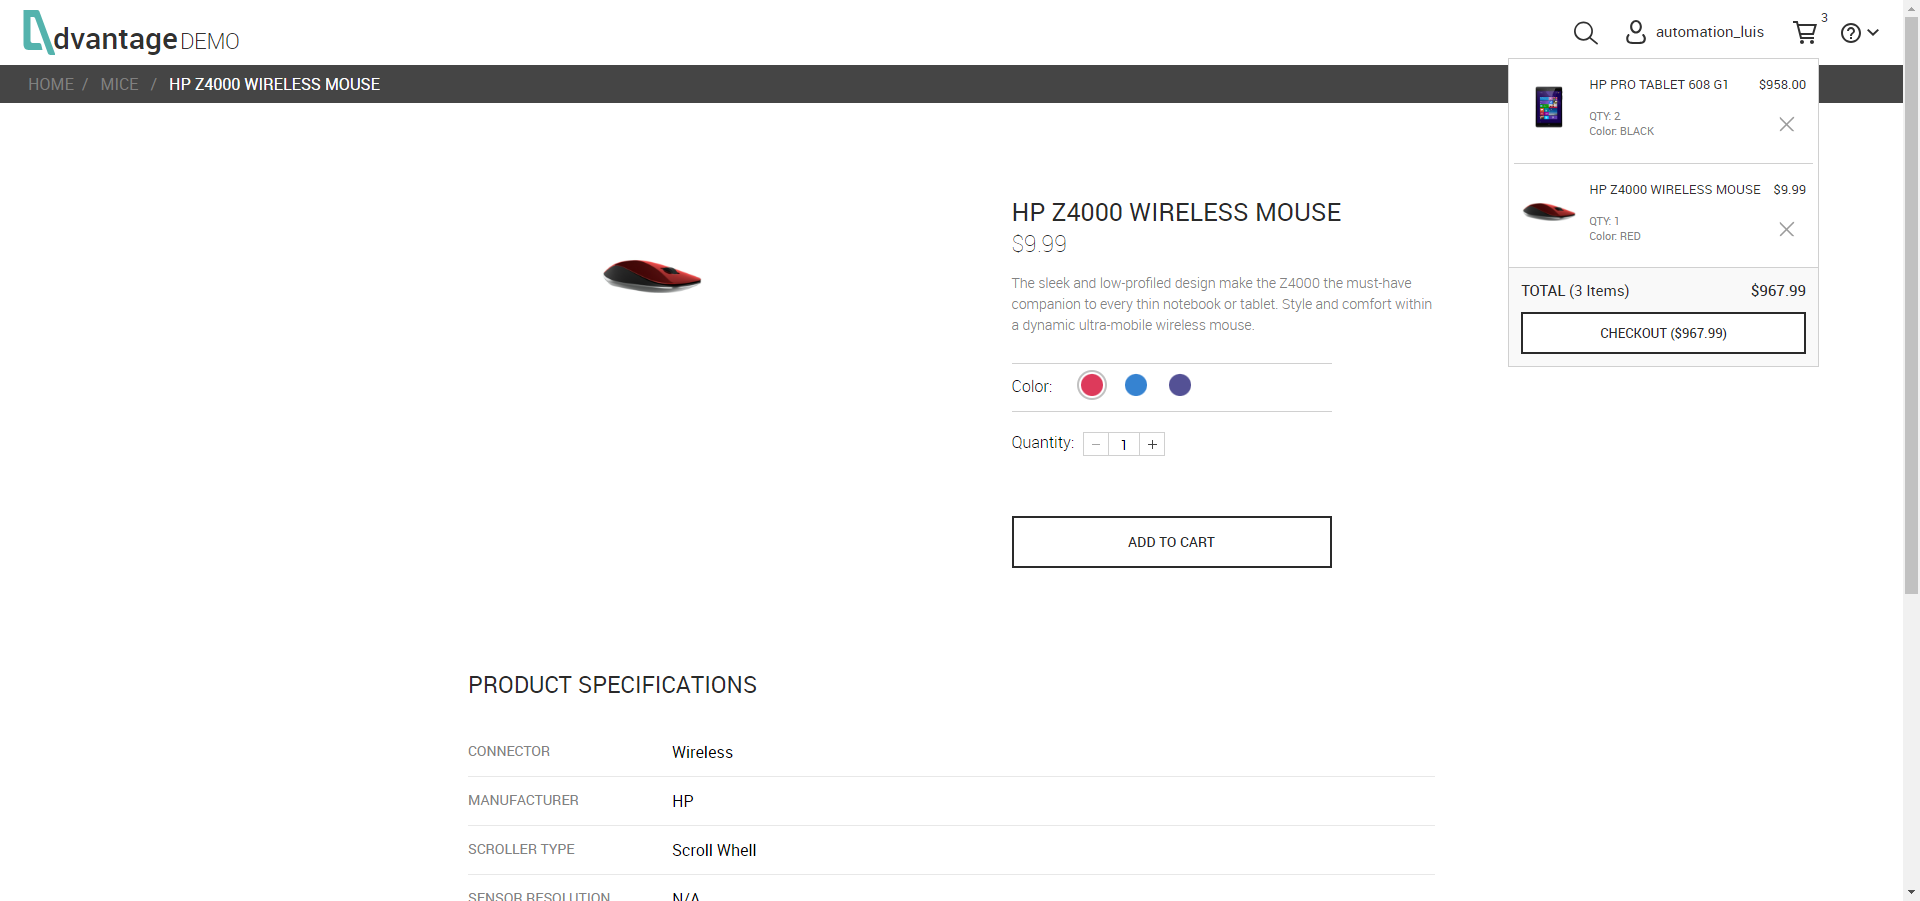 dvantage DEMO
automation_luis
3
HOME / MICE / HP Z4000 WIRELESS MOUSE
HP PRO TABLET 608 G1 $958.00
QTY: 2
Color: BLACK
HP Z4000 WIRELESS MOUSE $9.99
QTY: 1
Color: RED
TOTAL (3 Items) $967.99
CHECKOUT ($967.99)
HP Z4000 WIRELESS MOUSE
$9.99
The sleek and low-profiled design make the Z4000 the must-have
companion to every thin notebook or tablet. Style and comfort within
a dynamic ultra-mobile wireless mouse.
Color:
Quantity: − 1 +
ADD TO CART
PRODUCT SPECIFICATIONS
CONNECTOR Wireless
MANUFACTURER HP
SCROLLER TYPE Scroll Whell
SENSOR RESOLUTION N/A